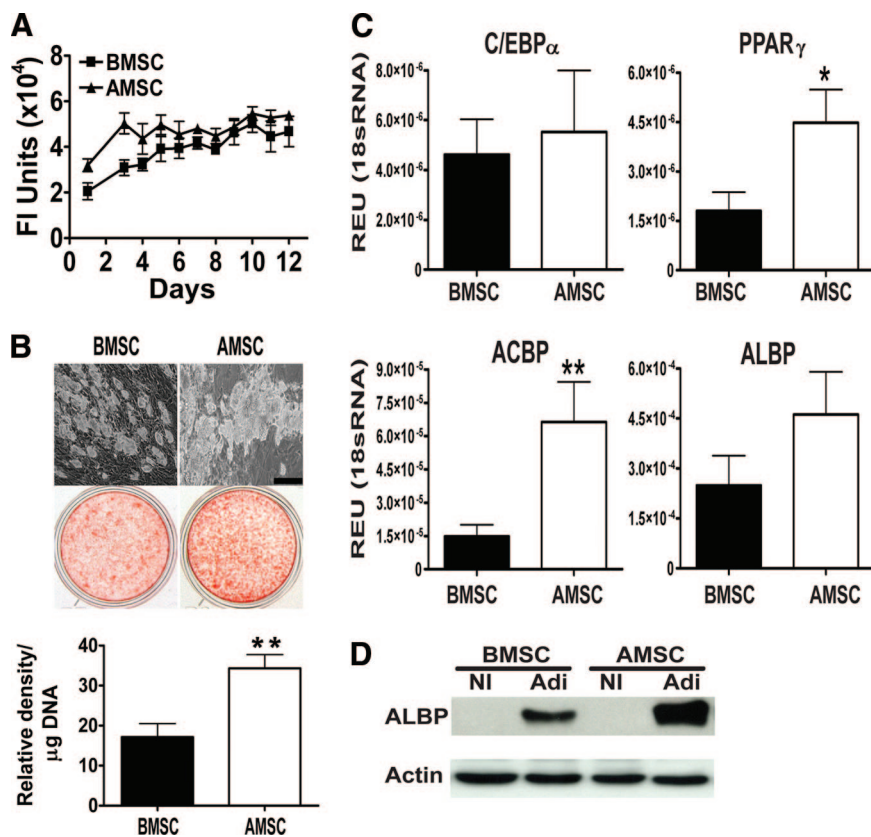 A
BMSC
AMSC
FI Units (x10⁴)
8
6
4
2
0
0 2 4 6 8 10 12
Days
B
BMSC AMSC
Relative density/
µg DNA
40
30
20
10
0
**
BMSC AMSC
C
C/EBPα
REU (18sRNA)
8.0×10⁻⁶
6.0×10⁻⁶
4.0×10⁻⁶
2.0×10⁻⁶
0
BMSC AMSC
PPARγ
6.0×10⁻⁶
4.5×10⁻⁶
3.0×10⁻⁶
1.5×10⁻⁶
0
*
BMSC AMSC
ACBP
REU (18sRNA)
9.0×10⁻⁵
7.5×10⁻⁵
6.0×10⁻⁵
4.5×10⁻⁵
3.0×10⁻⁵
1.5×10⁻⁵
0
**
BMSC AMSC
ALBP
6.0×10⁻⁴
4.5×10⁻⁴
3.0×10⁻⁴
1.5×10⁻⁴
0
BMSC AMSC
D
BMSC AMSC
NI Adi NI Adi
ALBP
Actin